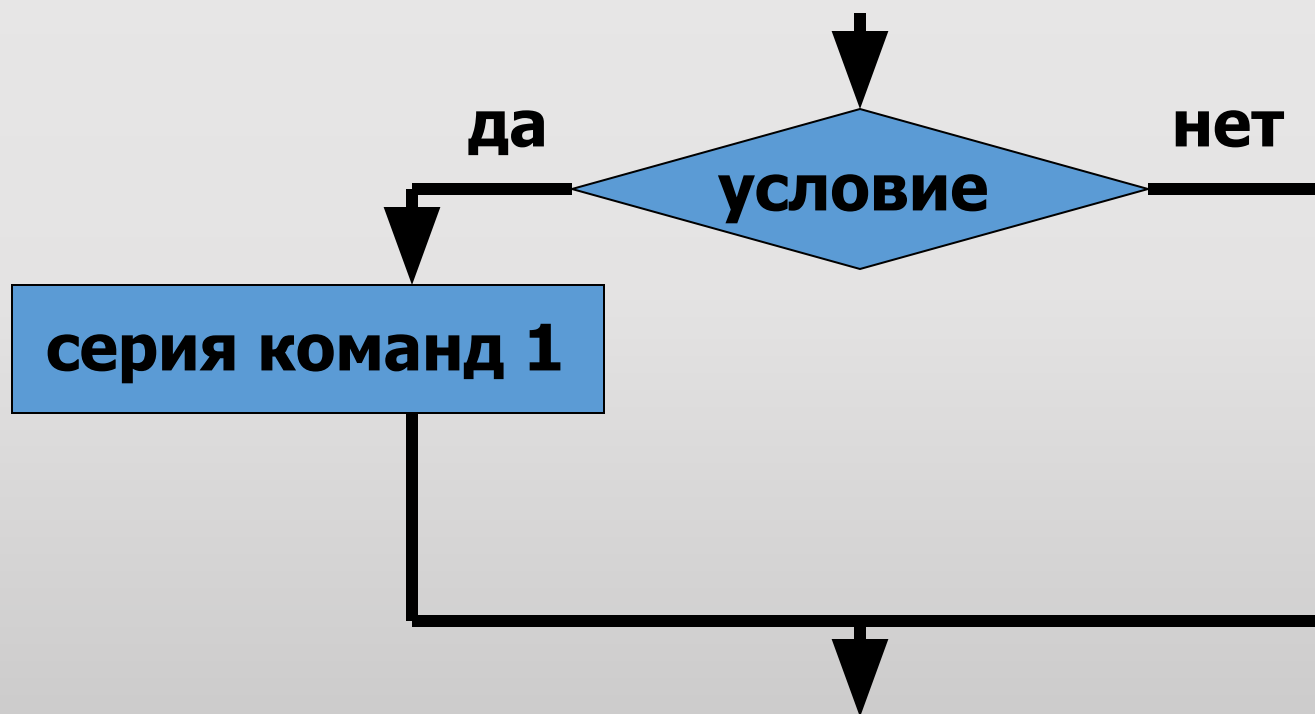 да
нет
условие
серия команд 1